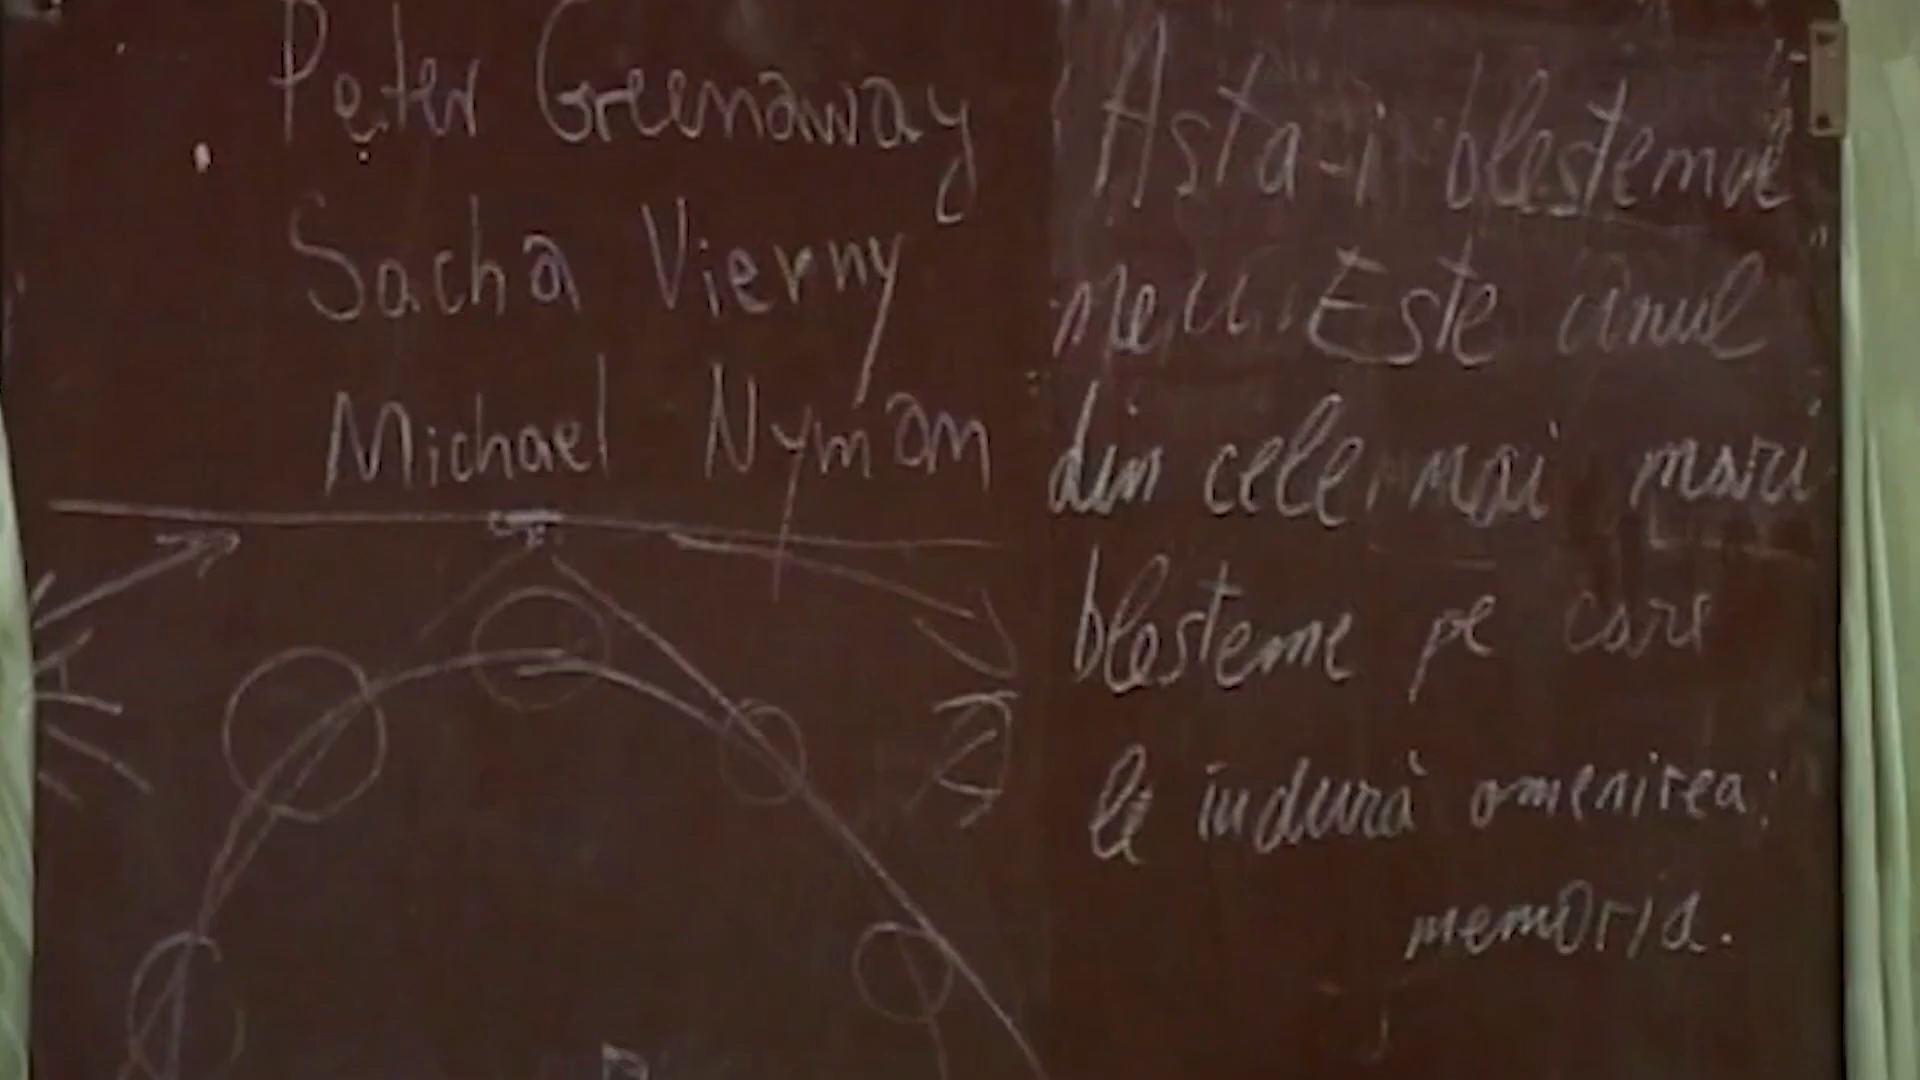 Peter Greenaway
Sacha Vierny
Michael Nyman
Asta-i blestemul
meu. Este unul
din cele mai mari
blesteme pe care
le îndură omenirea:
memoria.